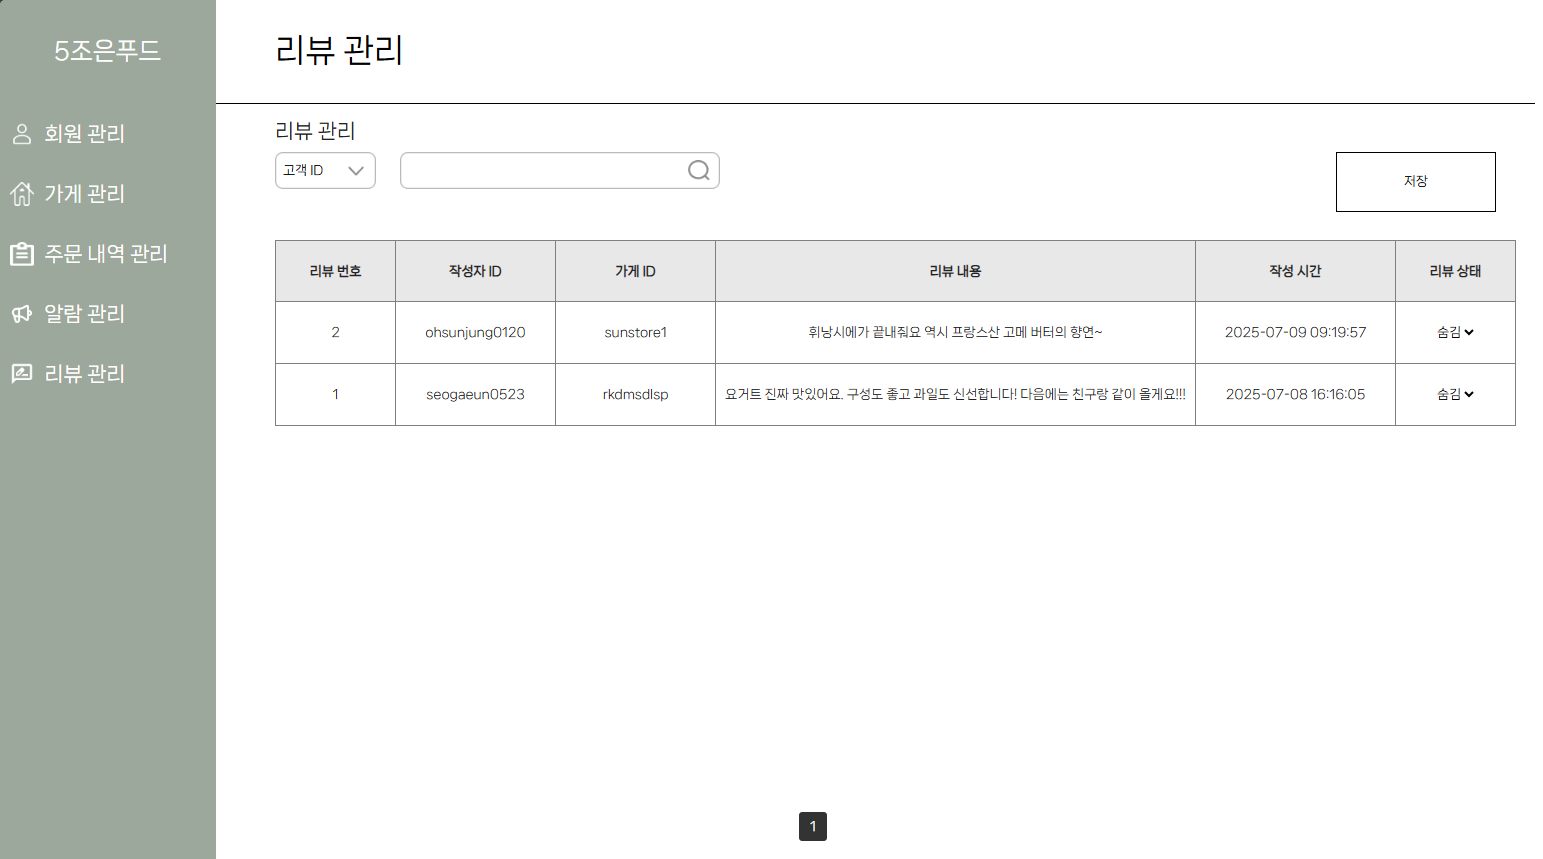 5조은푸드
회원 관리
가게 관리
주문 내역 관리
알람 관리
리뷰 관리
리뷰 관리
리뷰 관리
고객 ID
저장
리뷰 번호 작성자 ID 가게 ID 리뷰 내용 작성 시간 리뷰 상태
2 ohsunjung0120 sunstore1 휘낭시에가 끝내줘요 역시 프랑스산 고메 버터의 향연~ 2025-07-09 09:19:57 숨김
1 seogaeun0523 rkdmsdlsp 요거트 진짜 맛있어요. 구성도 좋고 과일도 신선합니다! 다음에는 친구랑 같이 올게요!!! 2025-07-08 16:16:05 숨김
1